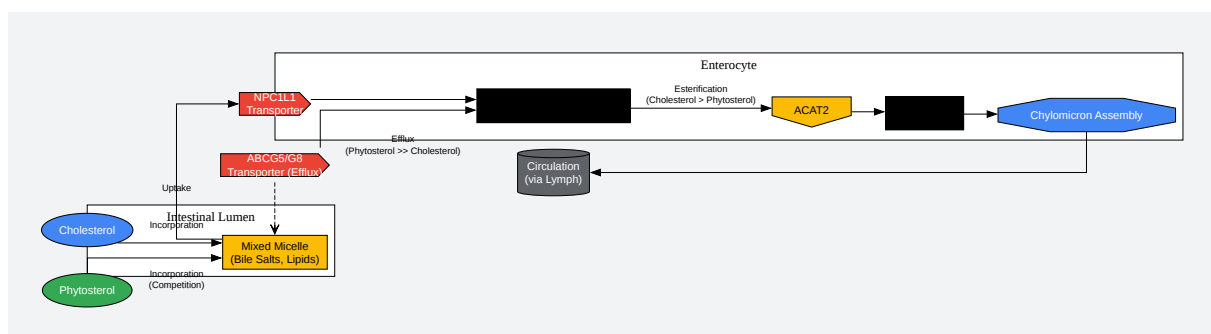 Enterocyte
NPC1L1
Transporter
Esterification
(Cholesterol > Phytosterol)
ACAT2
Chylomicron Assembly
Efflux
(Phytosterol >> Cholesterol)
ABCG5/G8
Transporter (Efflux)
Circulation
(via Lymph)
Uptake
Intestinal Lumen
Cholesterol
Incorporation
Mixed Micelle
(Bile Salts, Lipids)
Incorporation
(Competition)
Phytosterol